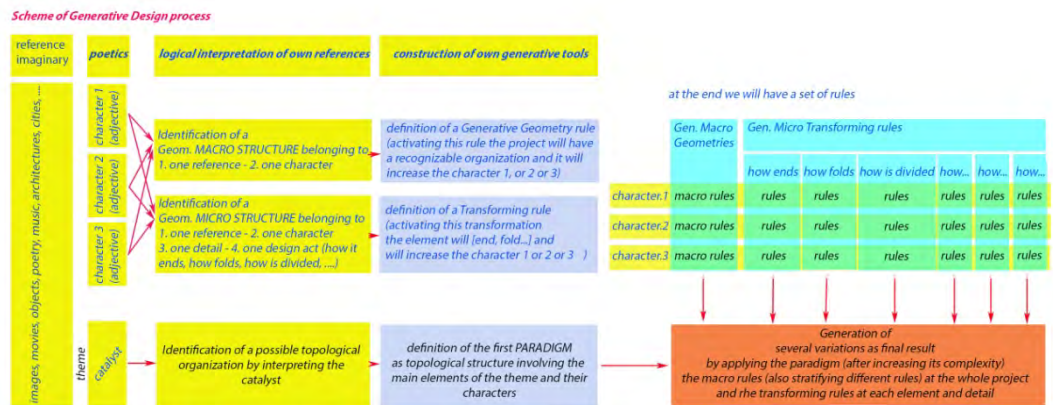 Scheme of Generative Design process
reference
imaginary
poetics
logical interpretation of own references
construction of own generative tools
images, movies, objects, poetry, music, architectures, cities, ....
character 1
(adjective)
character 2
(adjective)
character 3
(adjective)
Identification of a
Geom. MACRO STRUCTURE belonging to
1. one reference - 2. one character
definition of a Generative Geometry rule
(activating this rule the project will have
a recognizable organization and it will
increase the character 1, or 2 or 3)
Identification of a
Geom. MICRO STRUCTURE belonging to
1. one reference - 2. one character
3. one detail - 4. one design act (how it
ends, how folds, how is divided, ....)
definition of a Transforming rule
(activating this transformation
the element will [end, fold...] and
will increase the character 1 or 2 or 3 )
at the end we will have a set of rules
Gen. Macro
Geometries
Gen. Micro Transforming rules
how ends how folds how is divided how... how... how...
character.1 macro rules rules rules rules rules rules rules
character.2 macro rules rules rules rules rules rules rules
character.3 macro rules rules rules rules rules rules rules
theme
catalyst
Identification of a possible topological
organization by interpreting the
catalyst
definition of the first PARADIGM
as topological structure involving the
main elements of the theme and their
characters
Generation of
several variations as final result
by applying the paradigm (after increasing its complexity)
the macro rules (also stratifying different rules) at the whole project
and rhe transforming rules at each element and detail